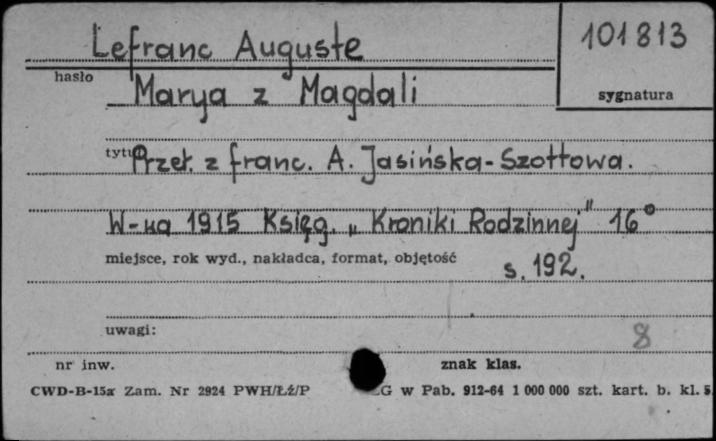 Lefranc Auguste
101813
hasło
sygnatura
Marya z Magdali
Przeł. z franc. A. Jasińska-Szottowa.
W-wa 1915 Księg. „Kroniki Rodzinnej" 16°
miejsce, rok wyd., nakładca, format, objętość
s. 192.
uwagi:
8
nr inw.
znak klas.
CWD-B-15a Zam. Nr 2924 PWH/Łź/P G w Pab. 912-64 1 000 000 szt. kart. b. kl. 5